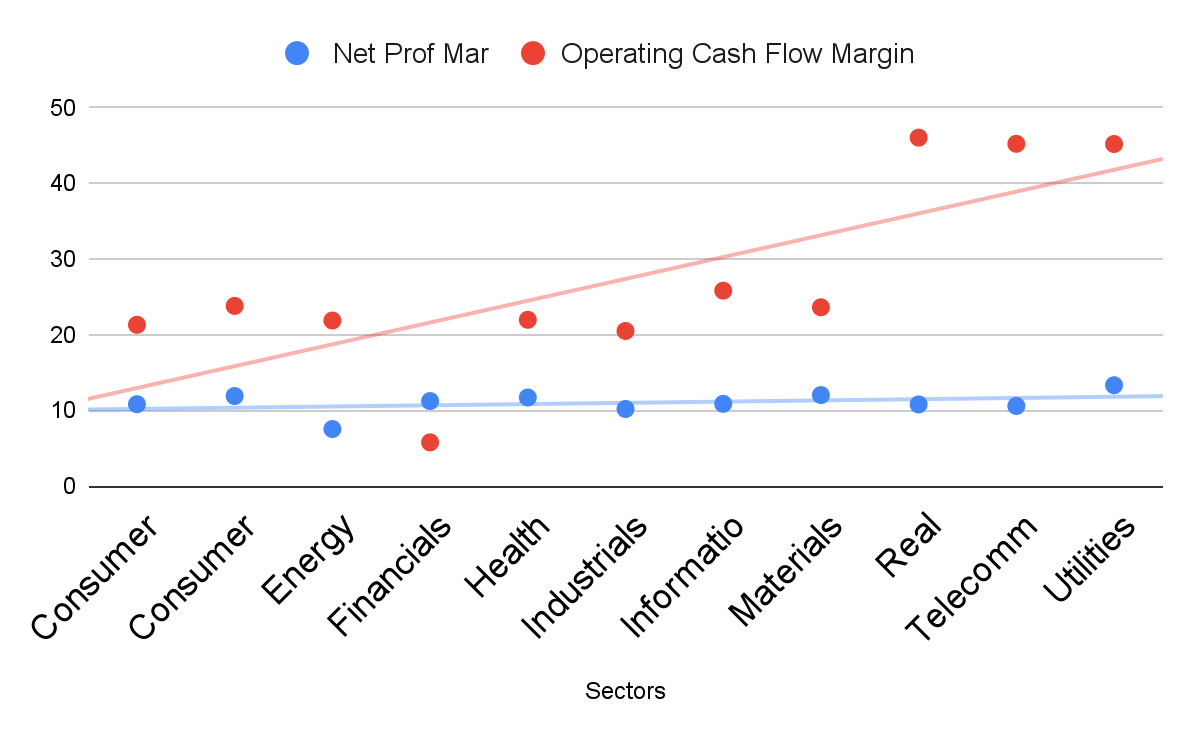 Net Prof Mar Operating Cash Flow Margin
50
40
30
20
10
0
Consumer
Consumer
Energy
Financials
Health
Industrials
Informatio
Materials
Real
Telecomm
Utilities
Sectors